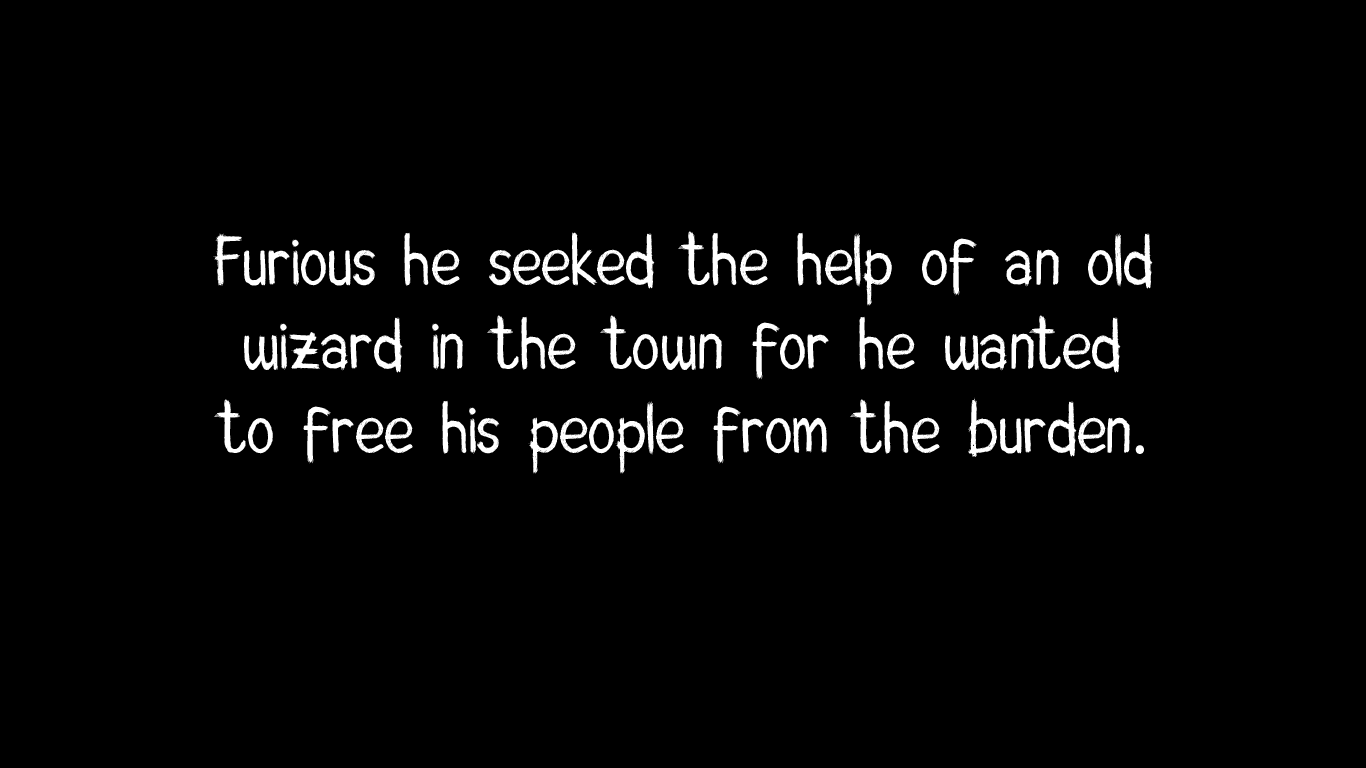 Furious he seeked the help of an old
wizard in the town for he wanted
to free his people from the burden.